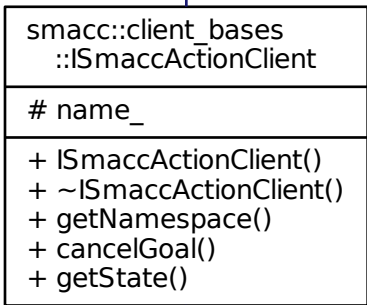 smacc::client_bases
::ISmaccActionClient
# name_
+ ISmaccActionClient()
+ ~ISmaccActionClient()
+ getNamespace()
+ cancelGoal()
+ getState()